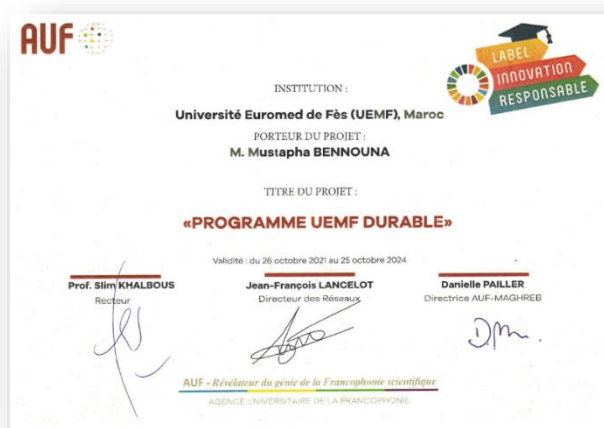 AUF
LABEL
INNOVATION
RESPONSABLE
INSTITUTION :
Université Euromed de Fès (UEMF), Maroc
PORTEUR DU PROJET :
M. Mustapha BENNOUNA
TITRE DU PROJET :
«PROGRAMME UEMF DURABLE»
Validité : du 26 octobre 2021 au 25 octobre 2024
Prof. Slim KHALBOUS
Recteur
Jean-François LANCELOT
Directeur des Réseaux
Danielle PAILLER
Directrice AUF-MAGHREB
AUF - Révélateur du génie de la Francophonie scientifique
AGENCE UNIVERSITAIRE DE LA FRANCOPHONIE